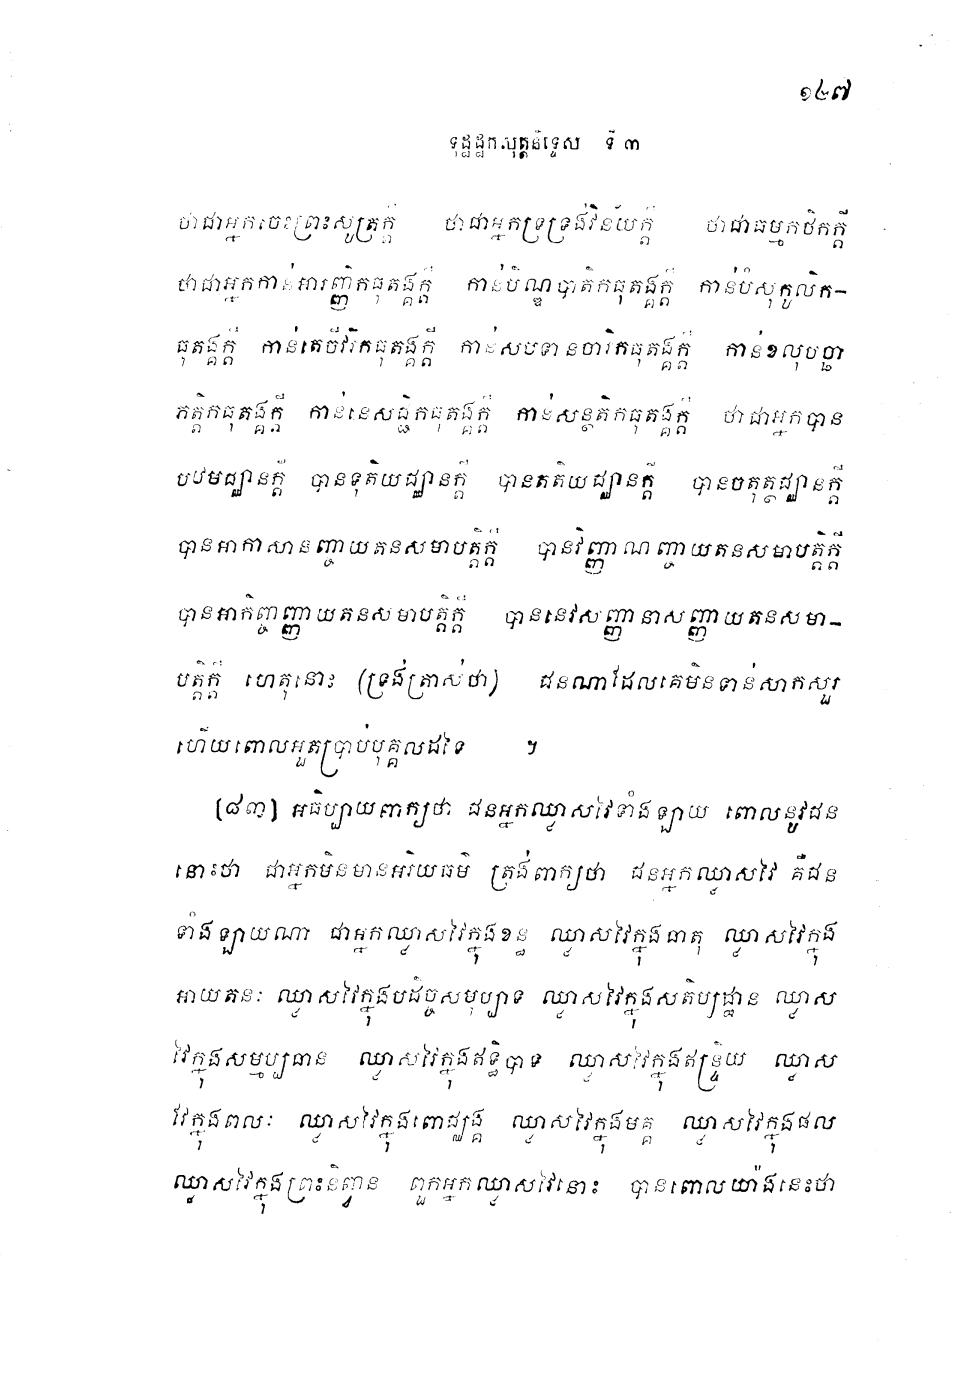 ១៤៧
ទុដ្ឋដ្ឋកសុត្តនិទ្ទេស ទី ៣
ថាជាអ្នកចេះព្រះសូត្រក្តី ថាជាអ្នកទ្រទ្រង់វិន័យក្តី ថាជាធម្មកថិកក្តី
ថាជាអ្នកកាន់អារញ្ញិកធុតង្គក្តី កាន់បិណ្ឌបាតិកធុតង្គក្តី កាន់បំសុកូលិក-
ធុតង្គក្តី កាន់តេចីវរិកធុតង្គក្តី កាន់សបទានចារិកធុតង្គក្តី កាន់ខលុបច្ឆា
ភត្តិកធុតង្គក្តី កាន់នេសជ្ជិកធុតង្គក្តី កាន់សន្ថតិកធុតង្គក្តី ថាជាអ្នកបាន
បឋមជ្ឈានក្តី បានទុតិយជ្ឈានក្តី បានតតិយជ្ឈានក្តី បានចតុត្ថជ្ឈានក្តី
បានអាកាសានញ្ចាយតនសមាបត្តិក្តី បានវិញ្ញាណញ្ចាយតនសមាបត្តិក្តី
បានអាកិញ្ចញ្ញាយតនសមាបត្តិក្តី បាននេវសញ្ញានាសញ្ញាយតនសមា-
បត្តិក្តី ហេតុនោះ (ទ្រង់ត្រាស់ថា) ជនណាដែលគេមិនទាន់សាកសួរ
ហើយពោលអួតប្រាប់បុគ្គលដទៃ ។
(៨៣) អធិប្បាយពាក្យថា ជនអ្នកឈ្លាសវៃទាំងឡាយ ពោលនូវជន
នោះថា ជាអ្នកមិនមានអរិយធម៌ ត្រង់ពាក្យថា ជនអ្នកឈ្លាសវៃ គឺជន
ទាំងឡាយណា ជាអ្នកឈ្លាសវៃក្នុងខន្ធ ឈ្លាសវៃក្នុងធាតុ ឈ្លាសវៃក្នុង
អាយតនៈ ឈ្លាសវៃក្នុងបដិច្ចសមុប្បាទ ឈ្លាសវៃក្នុងសតិប្បដ្ឋាន ឈ្លាស
វៃក្នុងសម្មប្បធាន ឈ្លាសវៃក្នុងឥទ្ធិបាទ ឈ្លាសវៃក្នុងឥន្ទ្រិយ ឈ្លាស
វៃក្នុងពលៈ ឈ្លាសវៃក្នុងពោជ្ឈង្គ ឈ្លាសវៃក្នុងមគ្គ ឈ្លាសវៃក្នុងផល
ឈ្លាសវៃក្នុងព្រះនិព្វាន ពួកអ្នកឈ្លាសវៃនោះ បានពោលយ៉ាងនេះថា